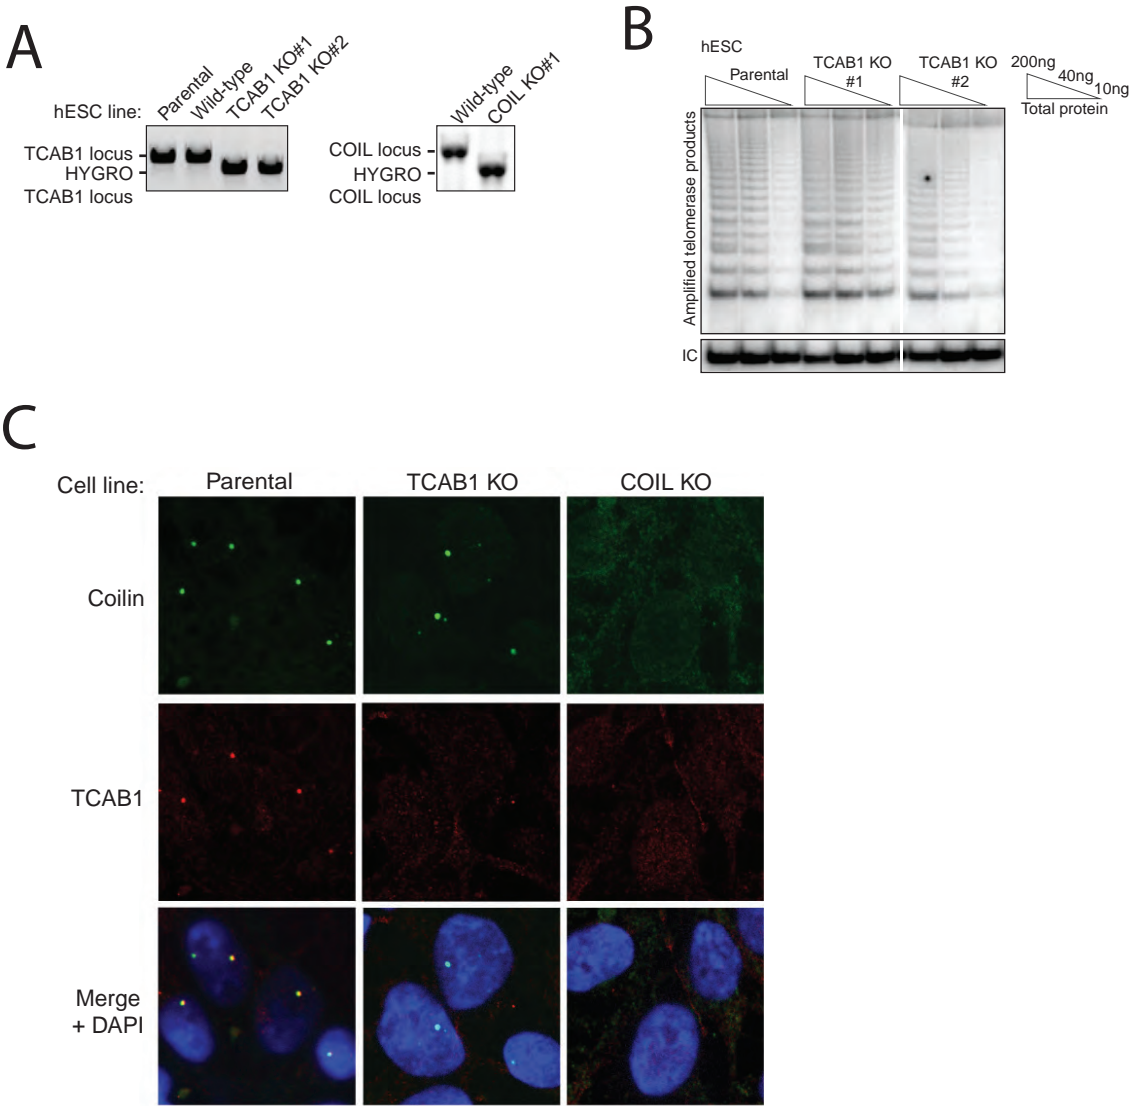 A
hESC line:
Parental
Wild-type
TCAB1 KO#1
TCAB1 KO#2
TCAB1 locus
HYGRO
TCAB1 locus
Wild-type
COIL KO#1
COIL locus
HYGRO
COIL locus
B
hESC
Parental
TCAB1 KO
#1
TCAB1 KO
#2
200ng
40ng
10ng
Total protein
Amplified telomerase products
IC
C
Cell line:
Parental
TCAB1 KO
COIL KO
Coilin
TCAB1
Merge
+ DAPI